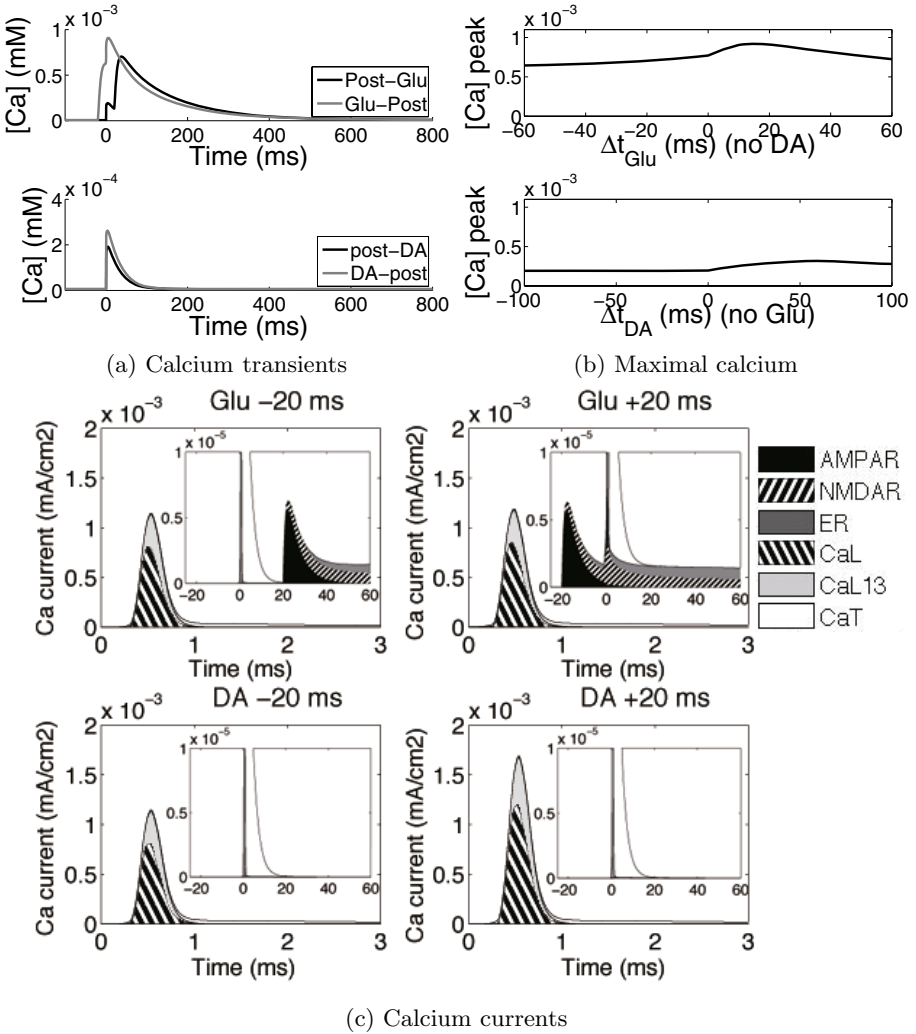 x 10⁻³
1
0.5
0
[Ca] (mM)
0 200 400 600 800
Time (ms)
Post−Glu
Glu−Post
x 10⁻³
1
0.5
0
[Ca] peak
−60 −40 −20 0 20 40 60
Δt_Glu (ms) (no DA)
x 10⁻⁴
4
2
0
[Ca] (mM)
0 200 400 600 800
Time (ms)
post−DA
DA−post
x 10⁻³
1
0.5
0
[Ca] peak
−100 −50 0 50 100
Δt_DA (ms) (no Glu)
(a) Calcium transients
(b) Maximal calcium
Glu −20 ms
x 10⁻³
2
1.5
1
0.5
0
Ca current (mA/cm2)
0 1 2 3
Time (ms)
x 10⁻⁵
1
0.5
0
−20 0 20 40 60
Glu +20 ms
x 10⁻³
2
1.5
1
0.5
0
Ca current (mA/cm2)
0 1 2 3
Time (ms)
x 10⁻⁵
1
0.5
0
−20 0 20 40 60
AMPAR
NMDAR
ER
CaL
CaL13
CaT
DA −20 ms
x 10⁻³
2
1.5
1
0.5
0
Ca current (mA/cm2)
0 1 2 3
Time (ms)
x 10⁻⁵
1
0.5
0
−20 0 20 40 60
DA +20 ms
x 10⁻³
2
1.5
1
0.5
0
Ca current (mA/cm2)
0 1 2 3
Time (ms)
x 10⁻⁵
1
0.5
0
−20 0 20 40 60
(c) Calcium currents